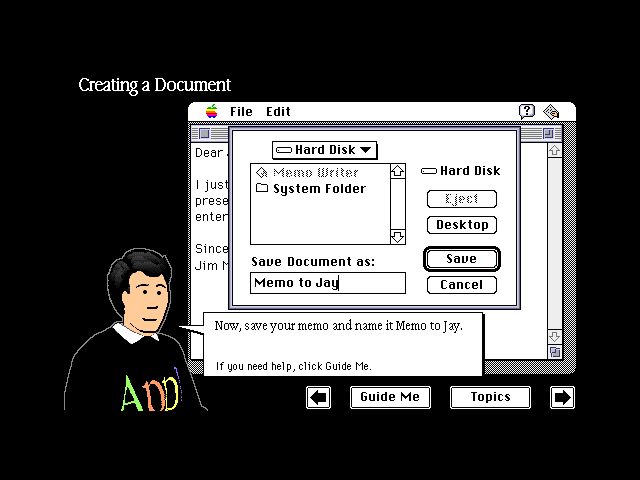 Creating a Document
File Edit
Dear
Hard Disk
Memo Writer
System Folder
Hard Disk
Eject
Desktop
Save
Cancel
I just
prese
enter
Since
Jim M
Save Document as:
Memo to Jay
Now, save your memo and name it Memo to Jay.
If you need help, click Guide Me.
Appl
Guide Me
Topics